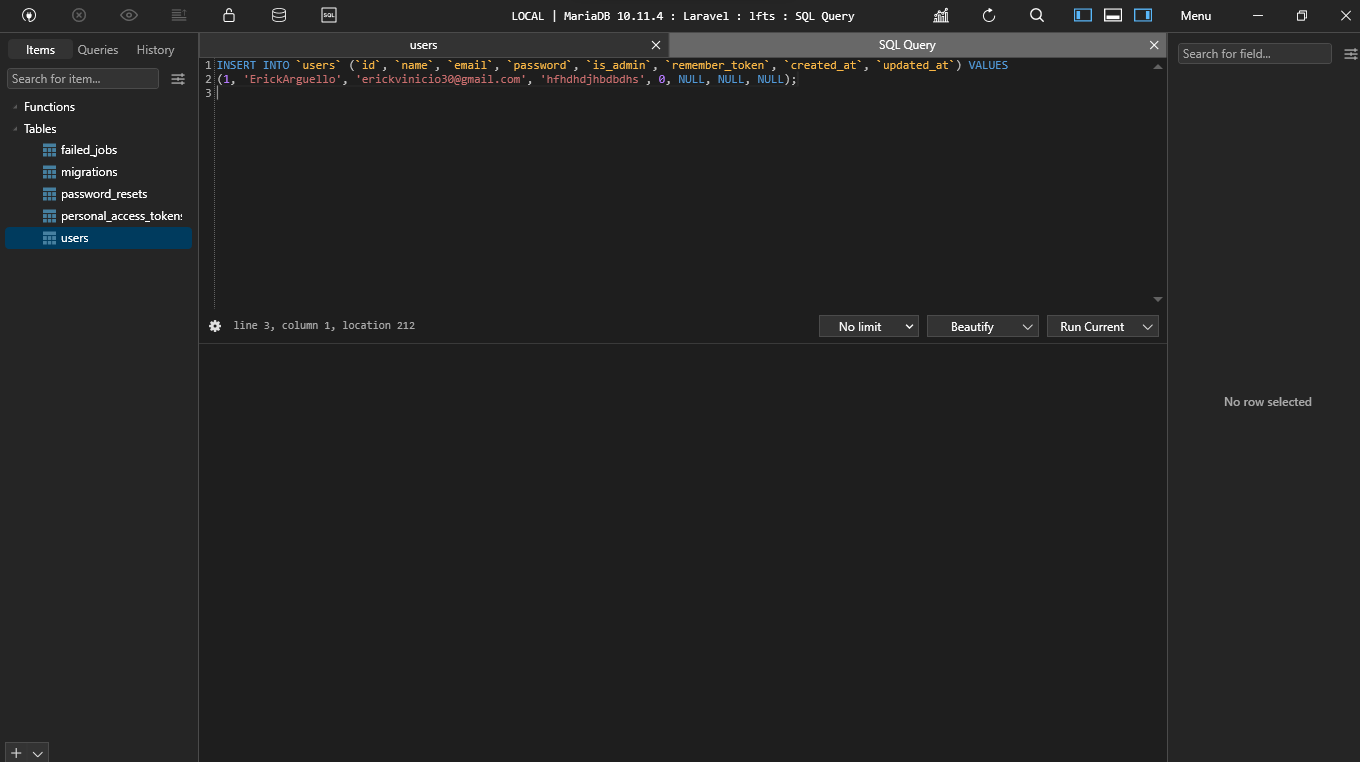 SQL
LOCAL | MariaDB 10.11.4 : Laravel : lfts : SQL Query
Menu
Items Queries History
Search for item...
Functions
Tables
failed_jobs
migrations
password_resets
personal_access_tokens
users
users
SQL Query
1 INSERT INTO `users` (`id`, `name`, `email`, `password`, `is_admin`, `remember_token`, `created_at`, `updated_at`) VALUES
2 (1, 'ErickArguello', 'erickvinicio30@gmail.com', 'hfhdhdjhbdbdhs', 0, NULL, NULL, NULL);
3
line 3, column 1, location 212
No limit
Beautify
Run Current
Search for field...
No row selected